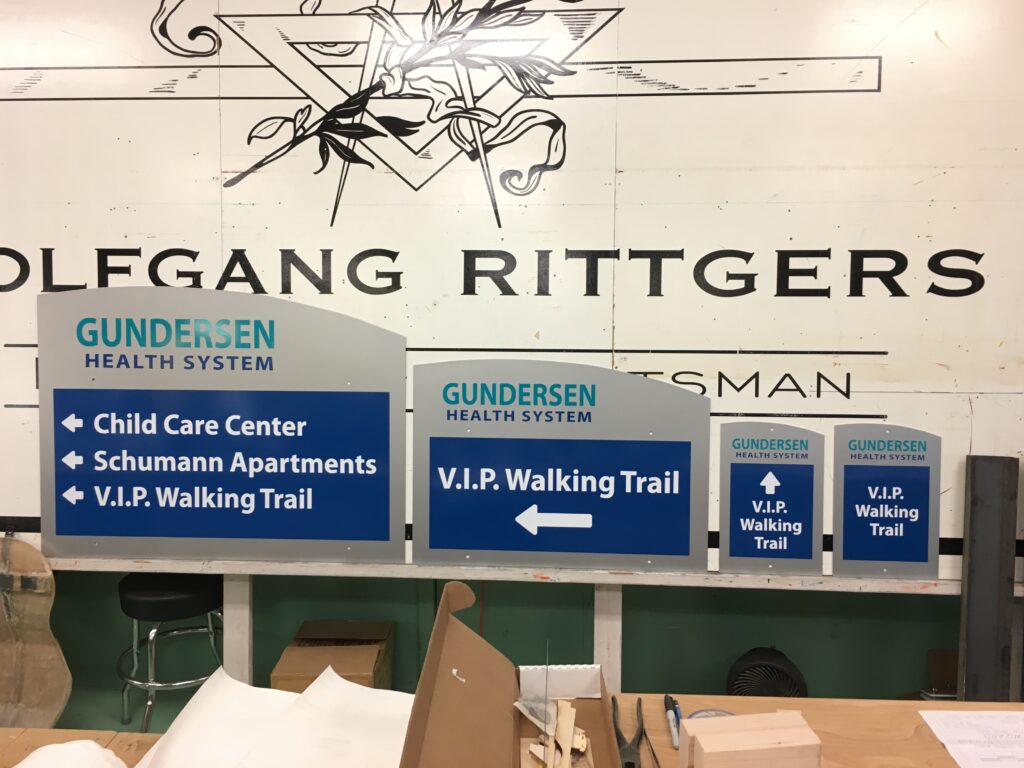 OLFGANG RITTGERS
TSMAN
GUNDERSEN
HEALTH SYSTEM
Child Care Center
Schumann Apartments
V.I.P. Walking Trail
GUNDERSEN
HEALTH SYSTEM
V.I.P. Walking Trail
GUNDERSEN
HEALTH SYSTEM
V.I.P.
Walking
Trail
GUNDERSEN
HEALTH SYSTEM
V.I.P.
Walking
Trail